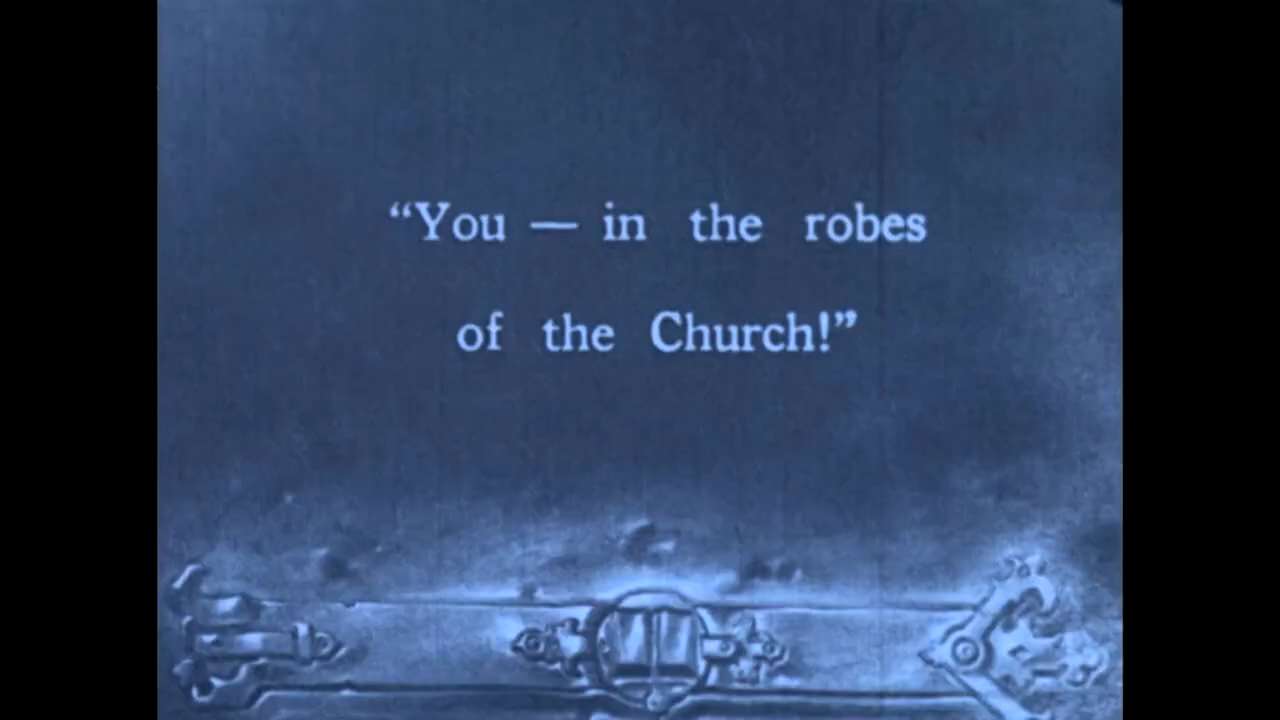 “You — in the robes
of the Church!”